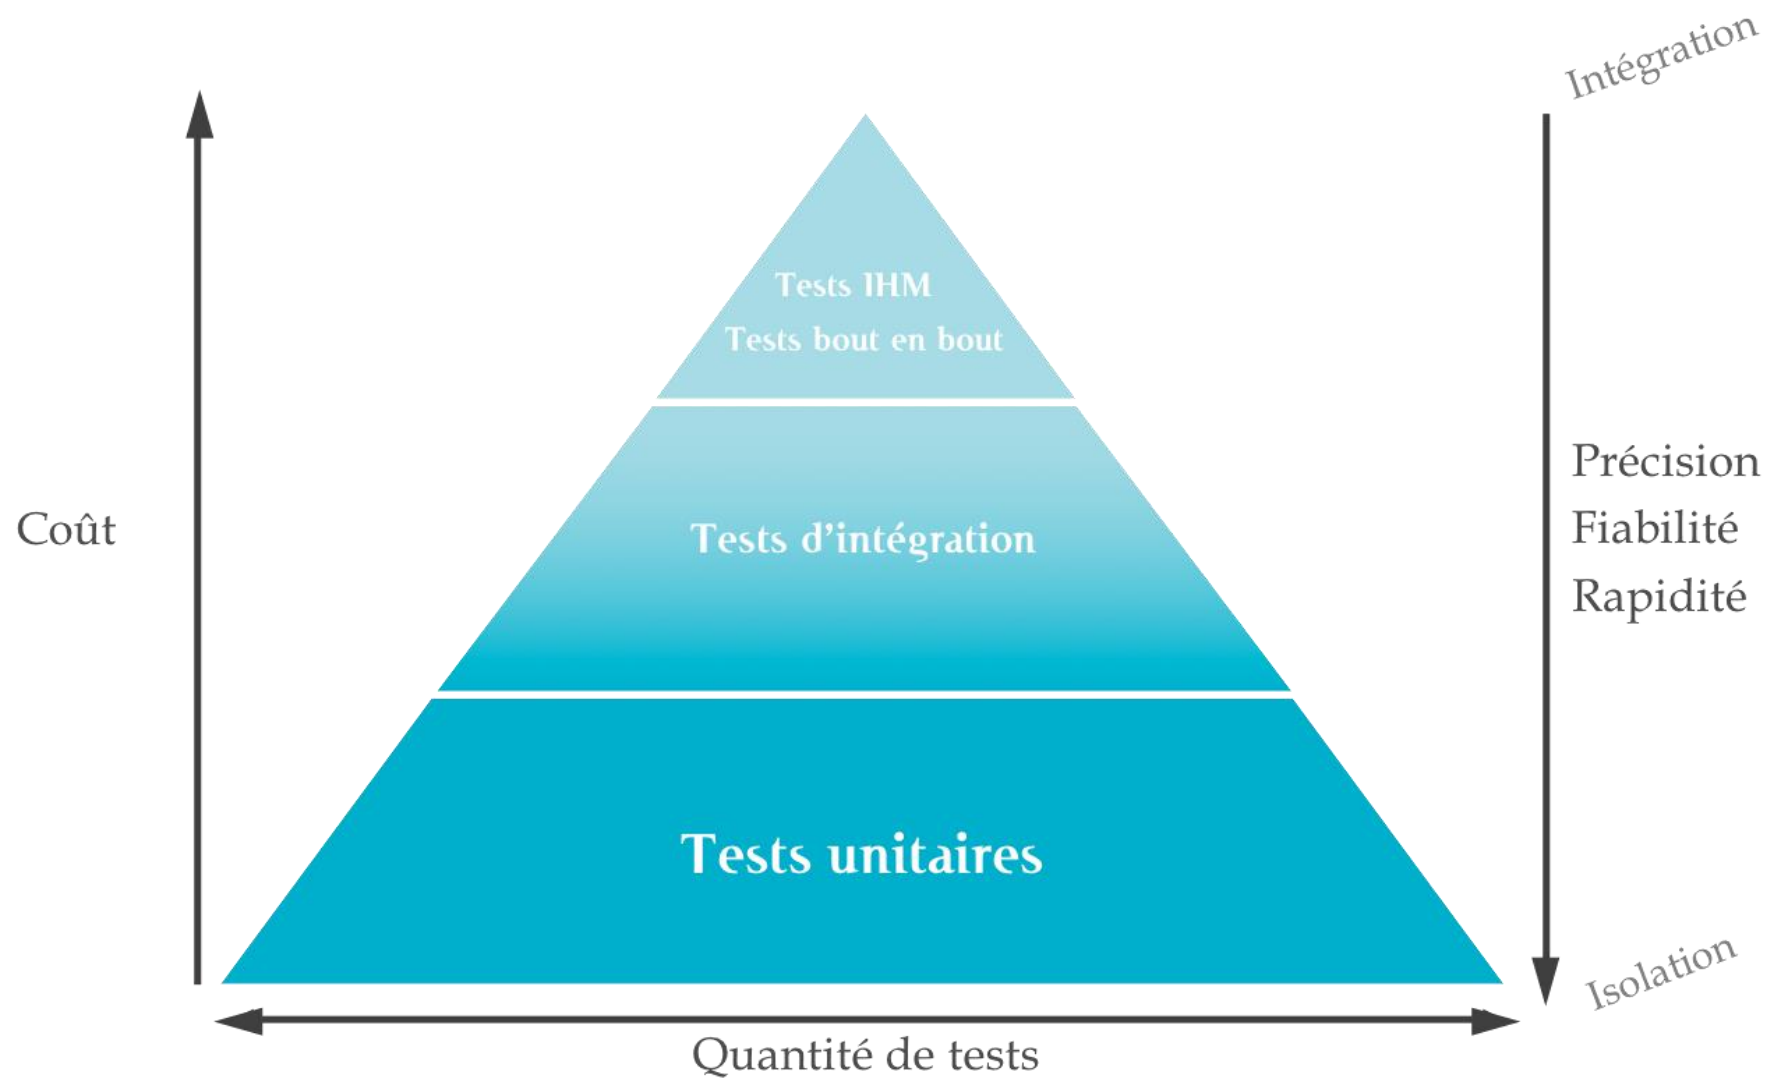 Intégration
Tests IHM
Tests bout en bout
Précision
Coût
Fiabilité
Tests d'intégration
Rapidité
Tests unitaires
Isolation
Quantité de tests